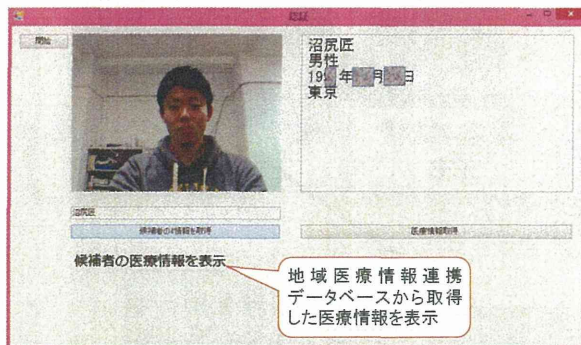 開始
沼尻匠
男性
199 年 月 日
東京
沼尻匠
候補者の4情報を取得
医療情報取得
候補者の医療情報を表示
地域医療情報連携
データベースから取得
した医療情報を表示